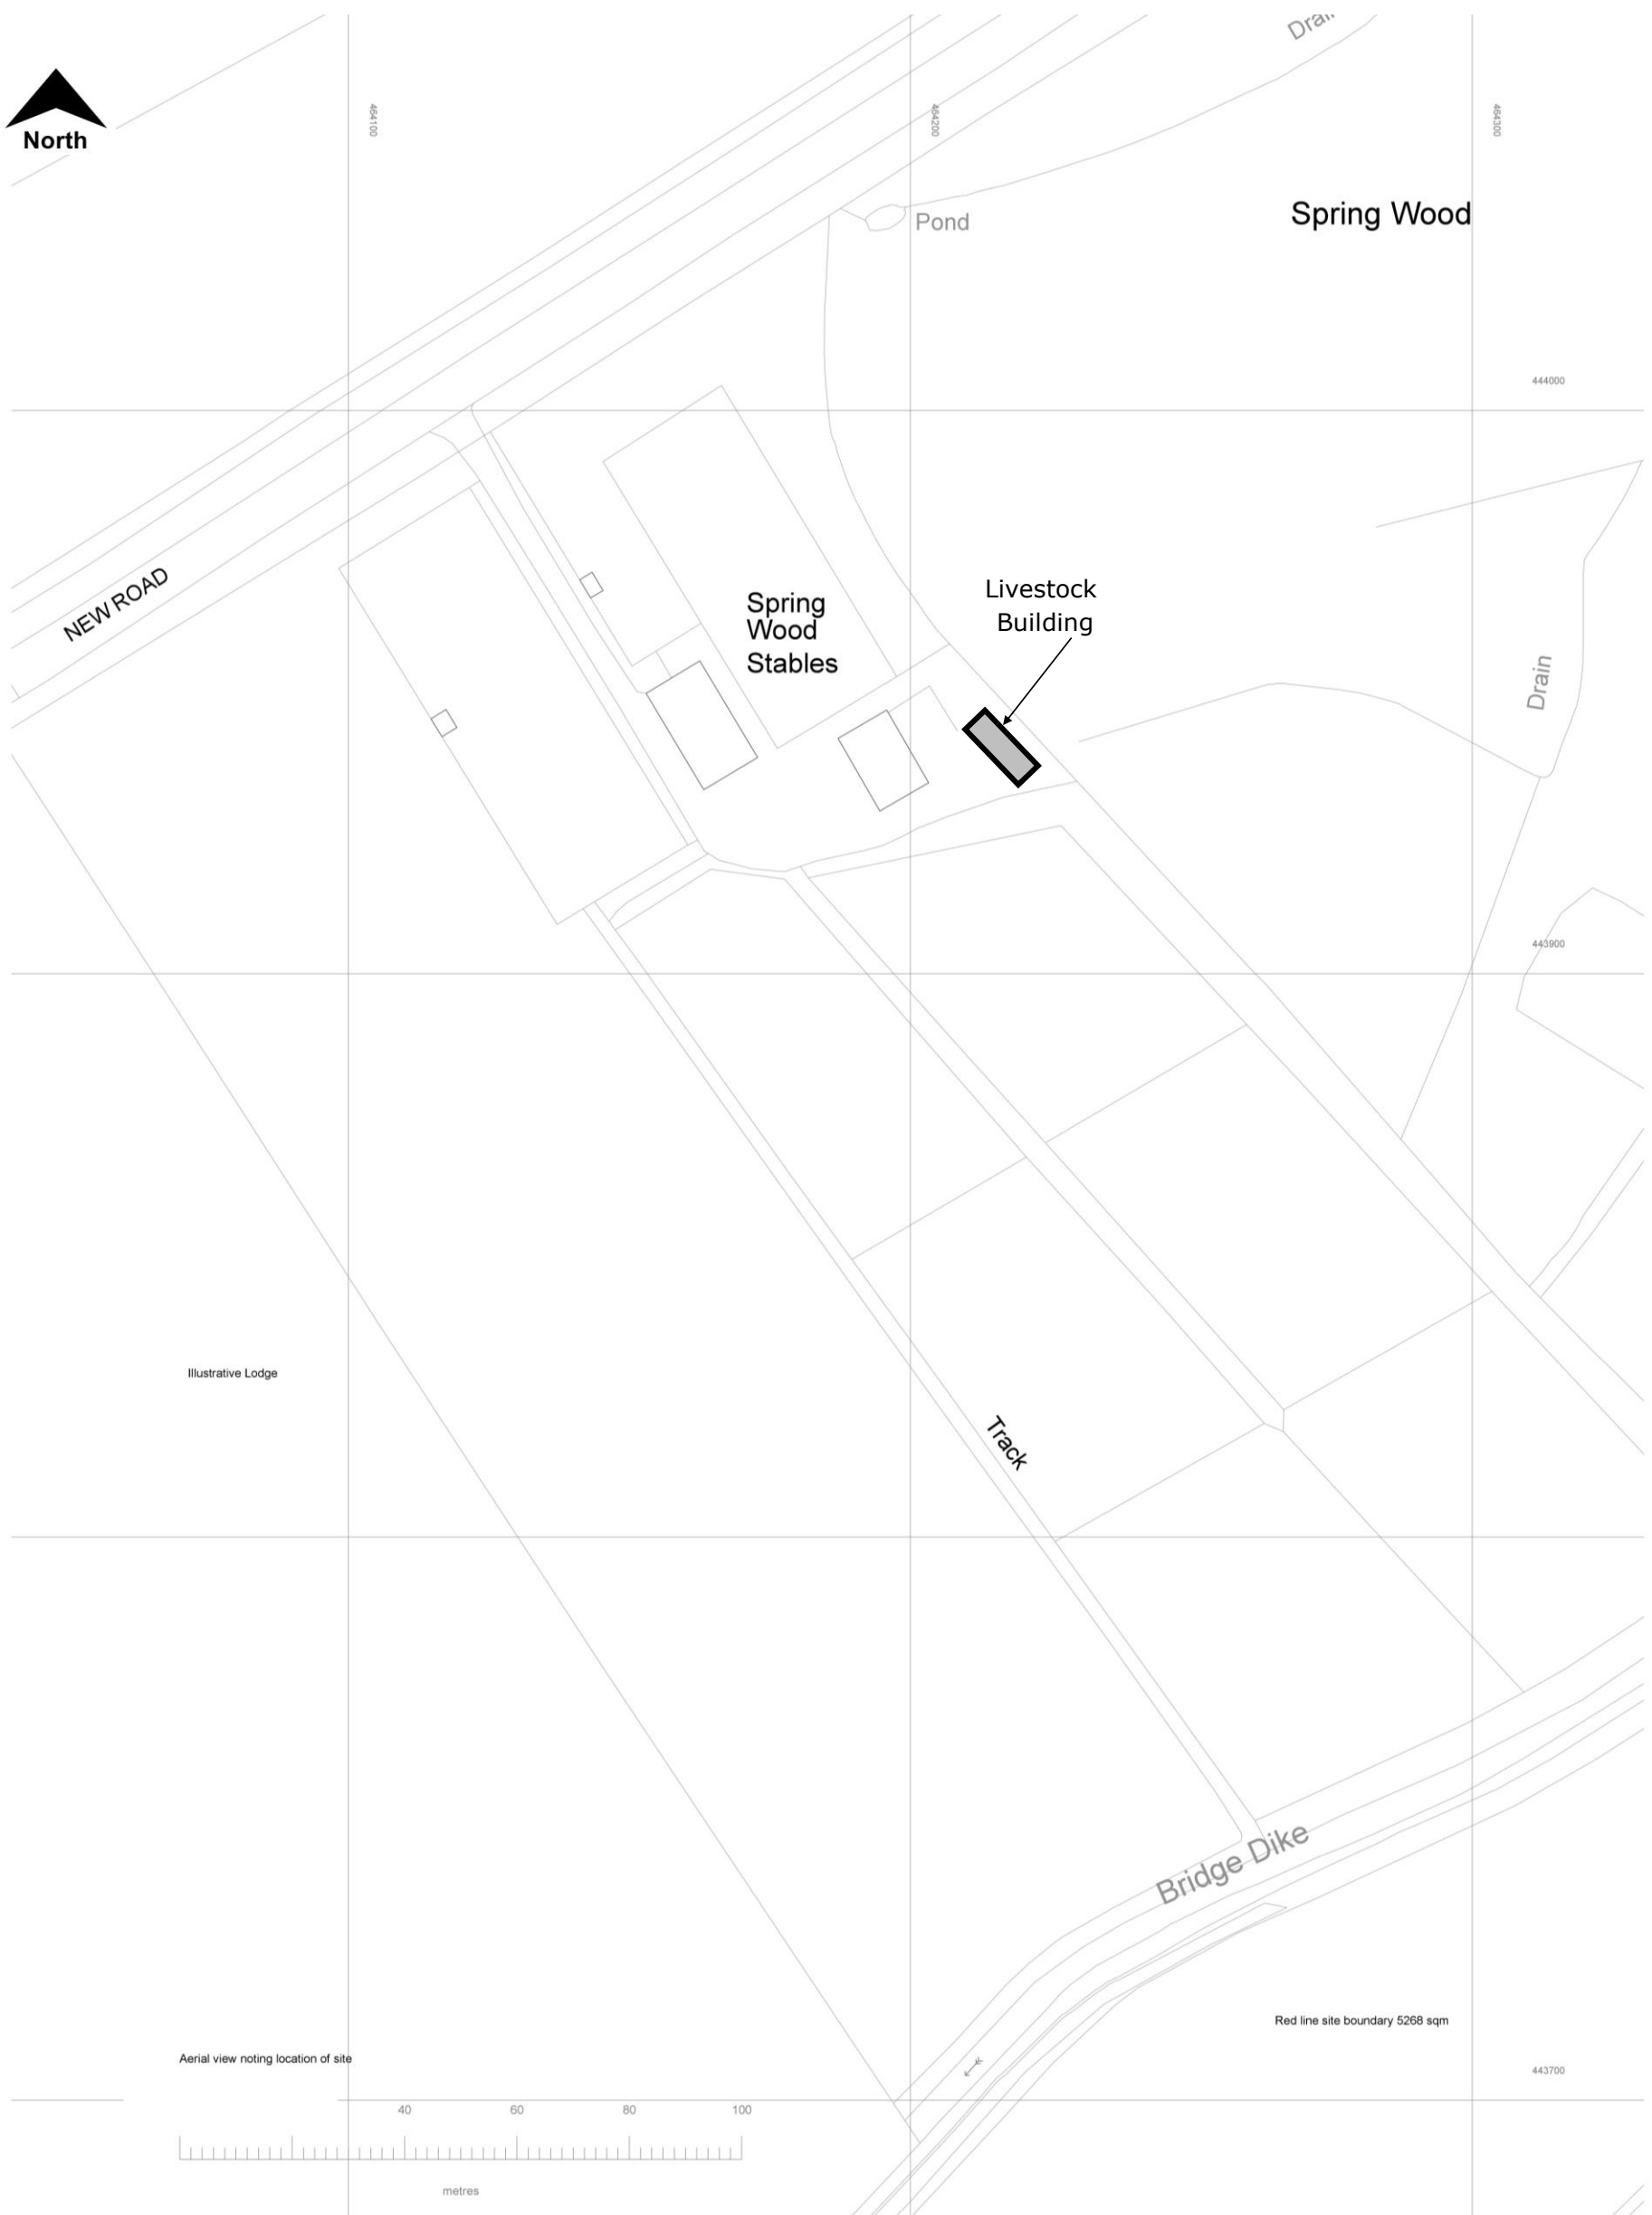 Drain
North
464100
464200
464300
Pond
Spring Wood
444000
NEW ROAD
Livestock
Building
Spring
Wood
Stables
Drain
443900
Illustrative Lodge
Track
Bridge Dike
Red line site boundary 5268 sqm
Aerial view noting location of site
443700
40 60 80 100
metres